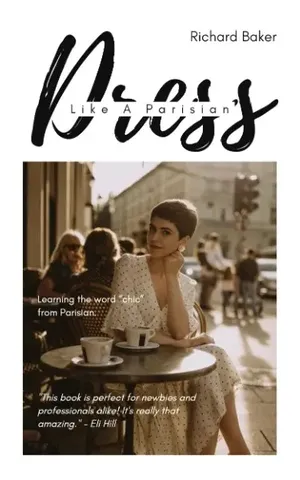 Richard Baker
Dress
Like A Parisian
Learning the word "chic"
from Parisian.
"This book is perfect for newbies and
professionals alike! It's really that
amazing." - Eli Hill